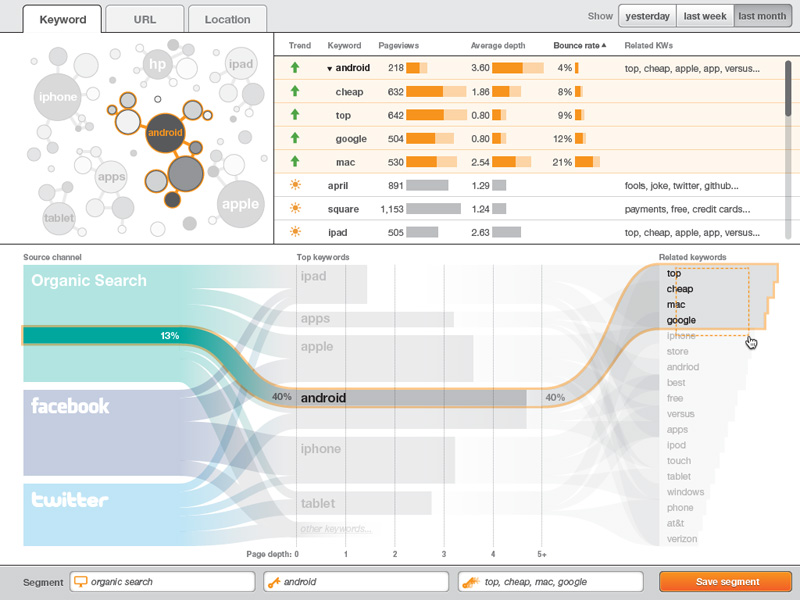 Keyword URL Location Show yesterday last week last month
hp
ipad
iphone
android
apps
apple
tablet
Trend Keyword Pageviews Average depth Bounce rate Related KWs
android 218 3.60 4% top, cheap, apple, app, versus...
cheap 632 1.86 8%
top 642 0.80 9%
google 504 0.80 12%
mac 530 2.54 21%
april 891 1.29 fools, joke, twitter, github...
square 1,153 1.24 payments, free, credit cards...
ipad 505 2.63 top, cheap, apple, app, versus...
Source channel Top keywords Related keywords
Organic Search
13%
facebook
twitter
ipad
apps
apple
40% android 40%
iphone
tablet
other keywords...
Page depth: 0 1 2 3 4 5+
top
cheap
mac
google
iphone
store
andriod
best
free
versus
apps
ipod
touch
tablet
windows
phone
at&t
verizon
Segment organic search android top, cheap, mac, google Save segment